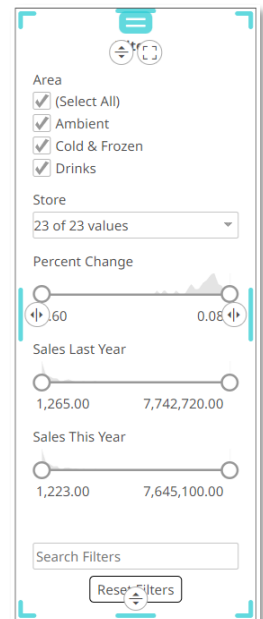 Area
(Select All)
Ambient
Cold & Frozen
Drinks
Store
23 of 23 values
Percent Change
.60 0.08
Sales Last Year
1,265.00 7,742,720.00
Sales This Year
1,223.00 7,645,100.00
Search Filters
Reset Filters